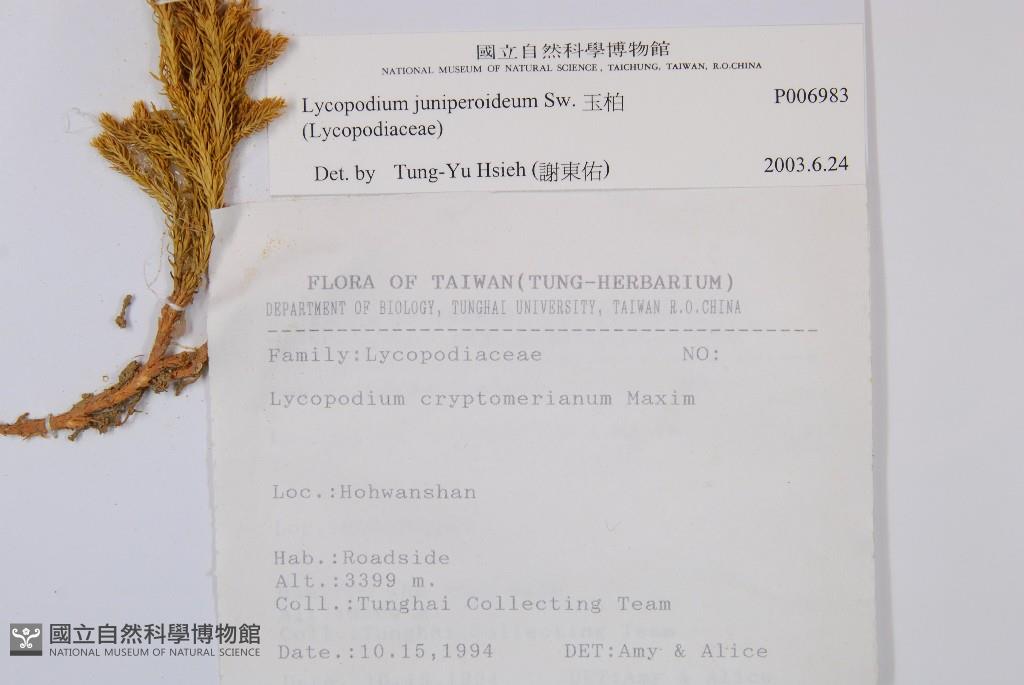 國立自然科學博物館
NATIONAL MUSEUM OF NATURAL SCIENCE, TAICHUNG, TAIWAN, R.O.CHINA
Lycopodium juniperoideum Sw. 玉柏 P006983
(Lycopodiaceae)
Det. by Tung-Yu Hsieh (謝東佑) 2003.6.24
FLORA OF TAIWAN(TUNG-HERBARIUM)
DEPARTMENT OF BIOLOGY, TUNGHAI UNIVERSITY, TAIWAN R.O.CHINA
Family:Lycopodiaceae NO:
Lycopodium cryptomerianum Maxim
Loc.:Hohwanshan
Hab.:Roadside
Alt.:3399 m.
Coll.:Tunghai Collecting Team
Date.:10.15,1994 DET:Amy & Alice
國立自然科學博物館
NATIONAL MUSEUM OF NATURAL SCIENCE